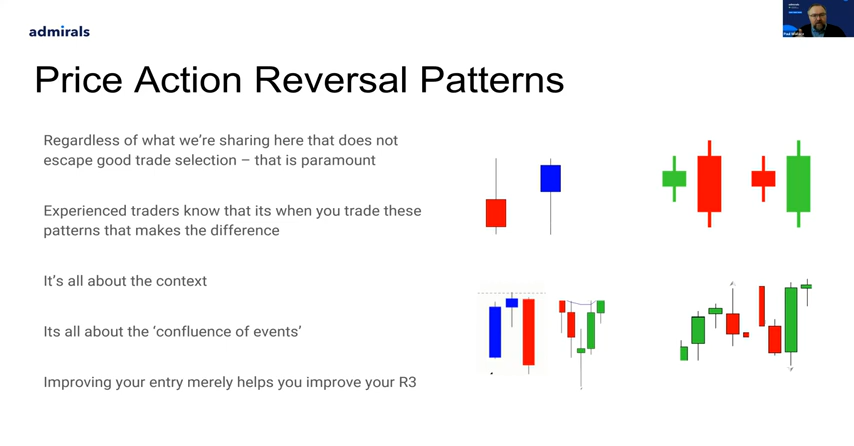 admirals
Price Action Reversal Patterns
Regardless of what we're sharing here that does not
escape good trade selection – that is paramount
Experienced traders know that its when you trade these
patterns that makes the difference
It's all about the context
Its all about the 'confluence of events'
Improving your entry merely helps you improve your R3
admirals